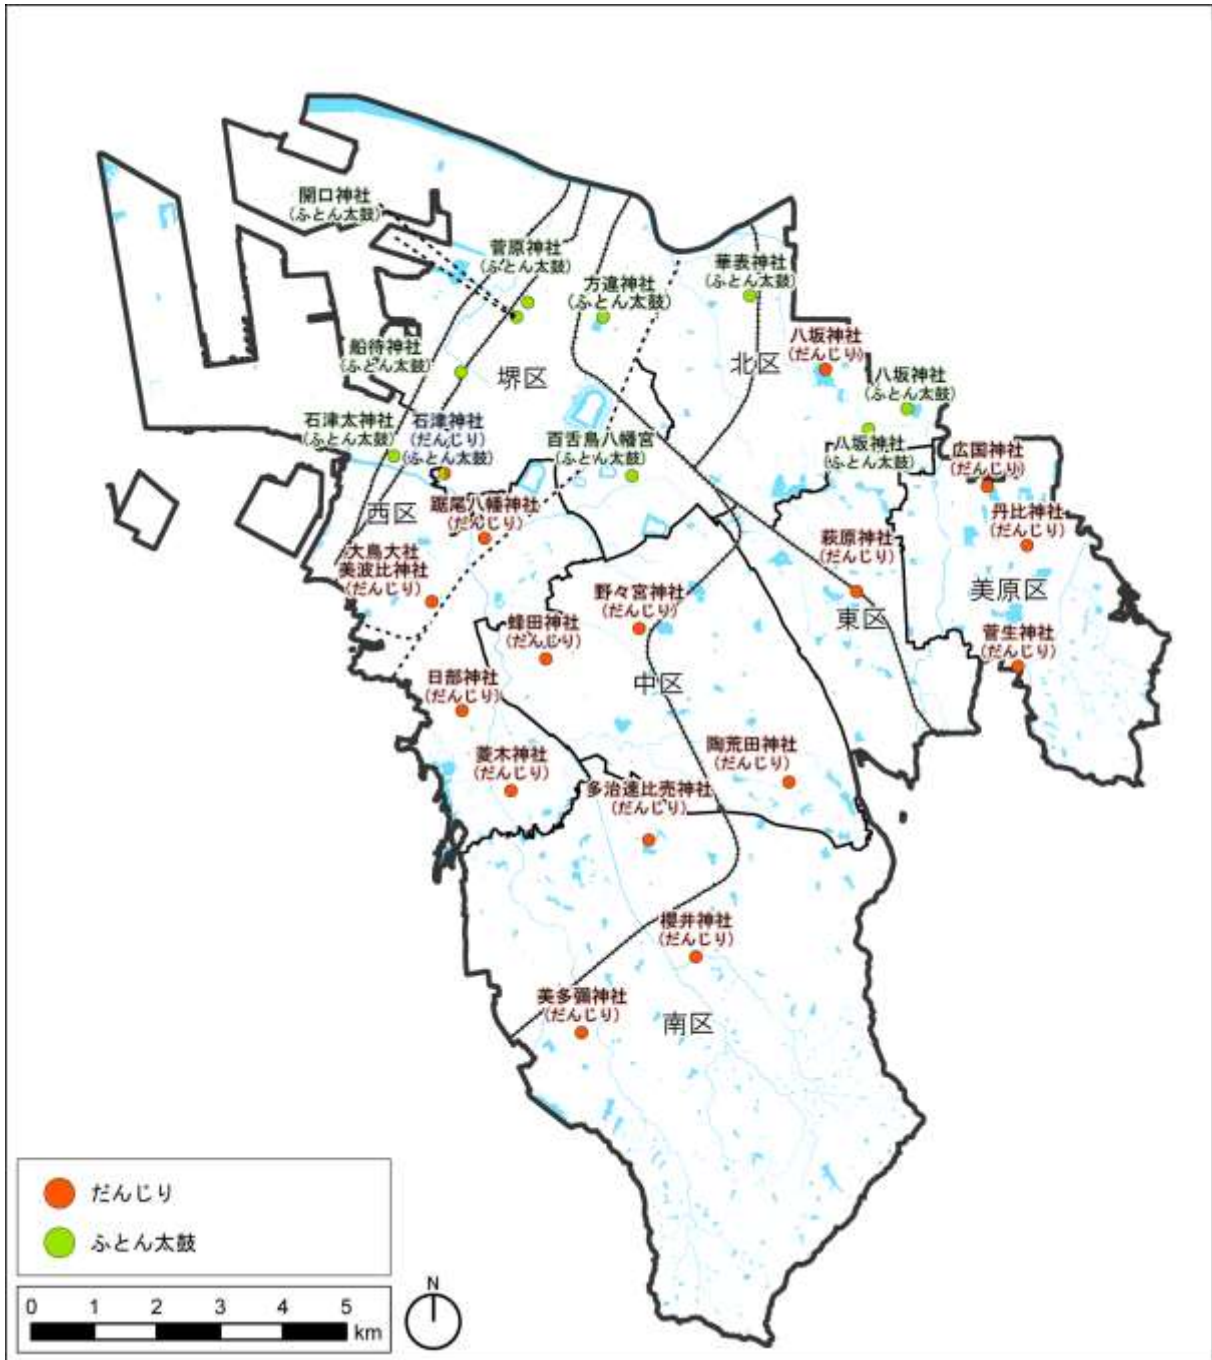 開口神社
(ふとん太鼓)
菅原神社
(ふとん太鼓)
方違神社
(ふとん太鼓)
華表神社
(ふとん太鼓)
八坂神社
(だんじり)
船待神社
(ふとん太鼓)
堺区
北区
八坂神社
(ふとん太鼓)
石津太神社
(ふとん太鼓)
石津神社
(だんじり)
(ふとん太鼓)
百舌鳥八幡宮
(ふとん太鼓)
八坂神社
(ふとん太鼓)
広国神社
(だんじり)
西区
踞尾八幡神社
(だんじり)
丹比神社
(だんじり)
萩原神社
(だんじり)
大鳥大社
美波比神社
(だんじり)
野々宮神社
(だんじり)
美原区
東区
蜂田神社
(だんじり)
菅生神社
(だんじり)
日部神社
(だんじり)
中区
陶荒田神社
(だんじり)
菱木神社
(だんじり)
多治速比売神社
(だんじり)
櫻井神社
(だんじり)
美多彌神社
(だんじり)
南区
だんじり
ふとん太鼓
0 1 2 3 4 5
km
N